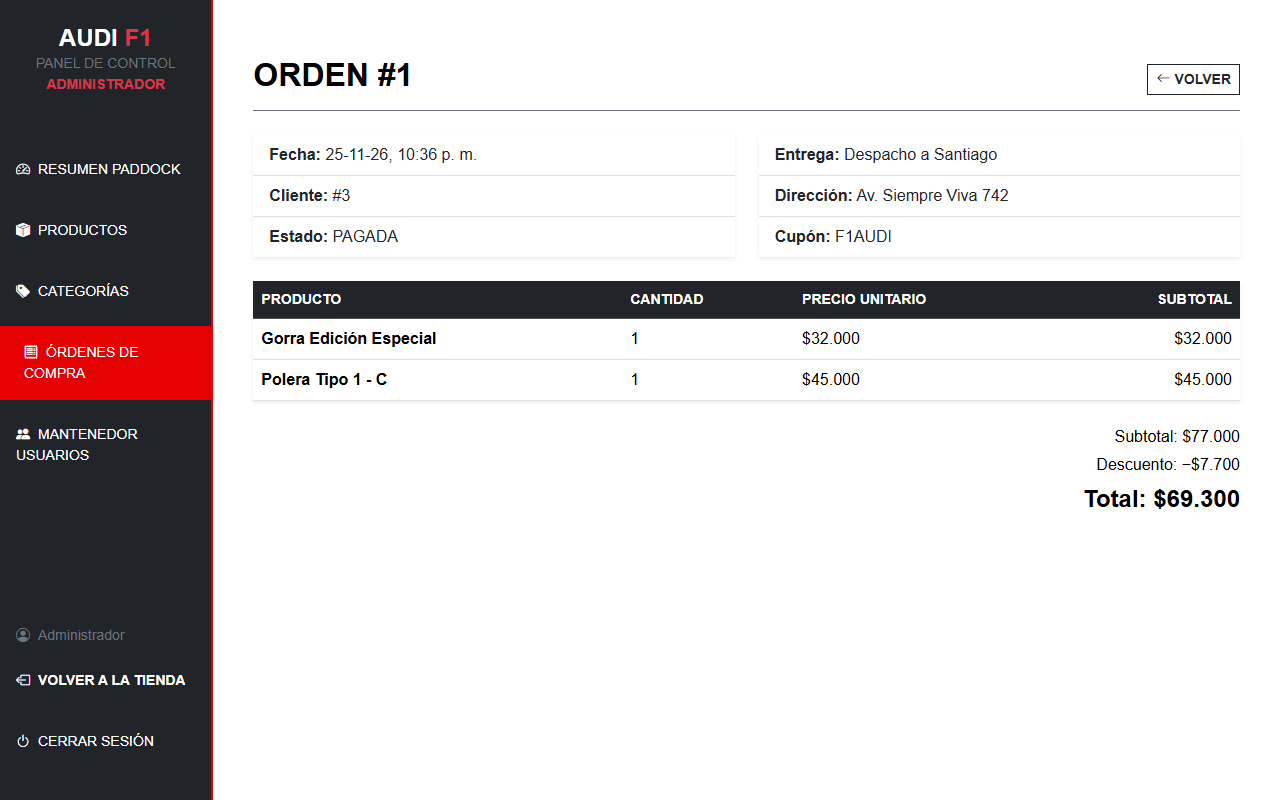 AUDI F1
PANEL DE CONTROL
ADMINISTRADOR
RESUMEN PADDOCK
PRODUCTOS
CATEGORÍAS
ÓRDENES DE
COMPRA
MANTENEDOR
USUARIOS
Administrador
VOLVER A LA TIENDA
CERRAR SESIÓN
ORDEN #1
← VOLVER
Fecha: 25-11-26, 10:36 p. m.
Cliente: #3
Estado: PAGADA
Entrega: Despacho a Santiago
Dirección: Av. Siempre Viva 742
Cupón: F1AUDI
PRODUCTO CANTIDAD PRECIO UNITARIO SUBTOTAL
Gorra Edición Especial 1 $32.000 $32.000
Polera Tipo 1 - C 1 $45.000 $45.000
Subtotal: $77.000
Descuento: −$7.700
Total: $69.300